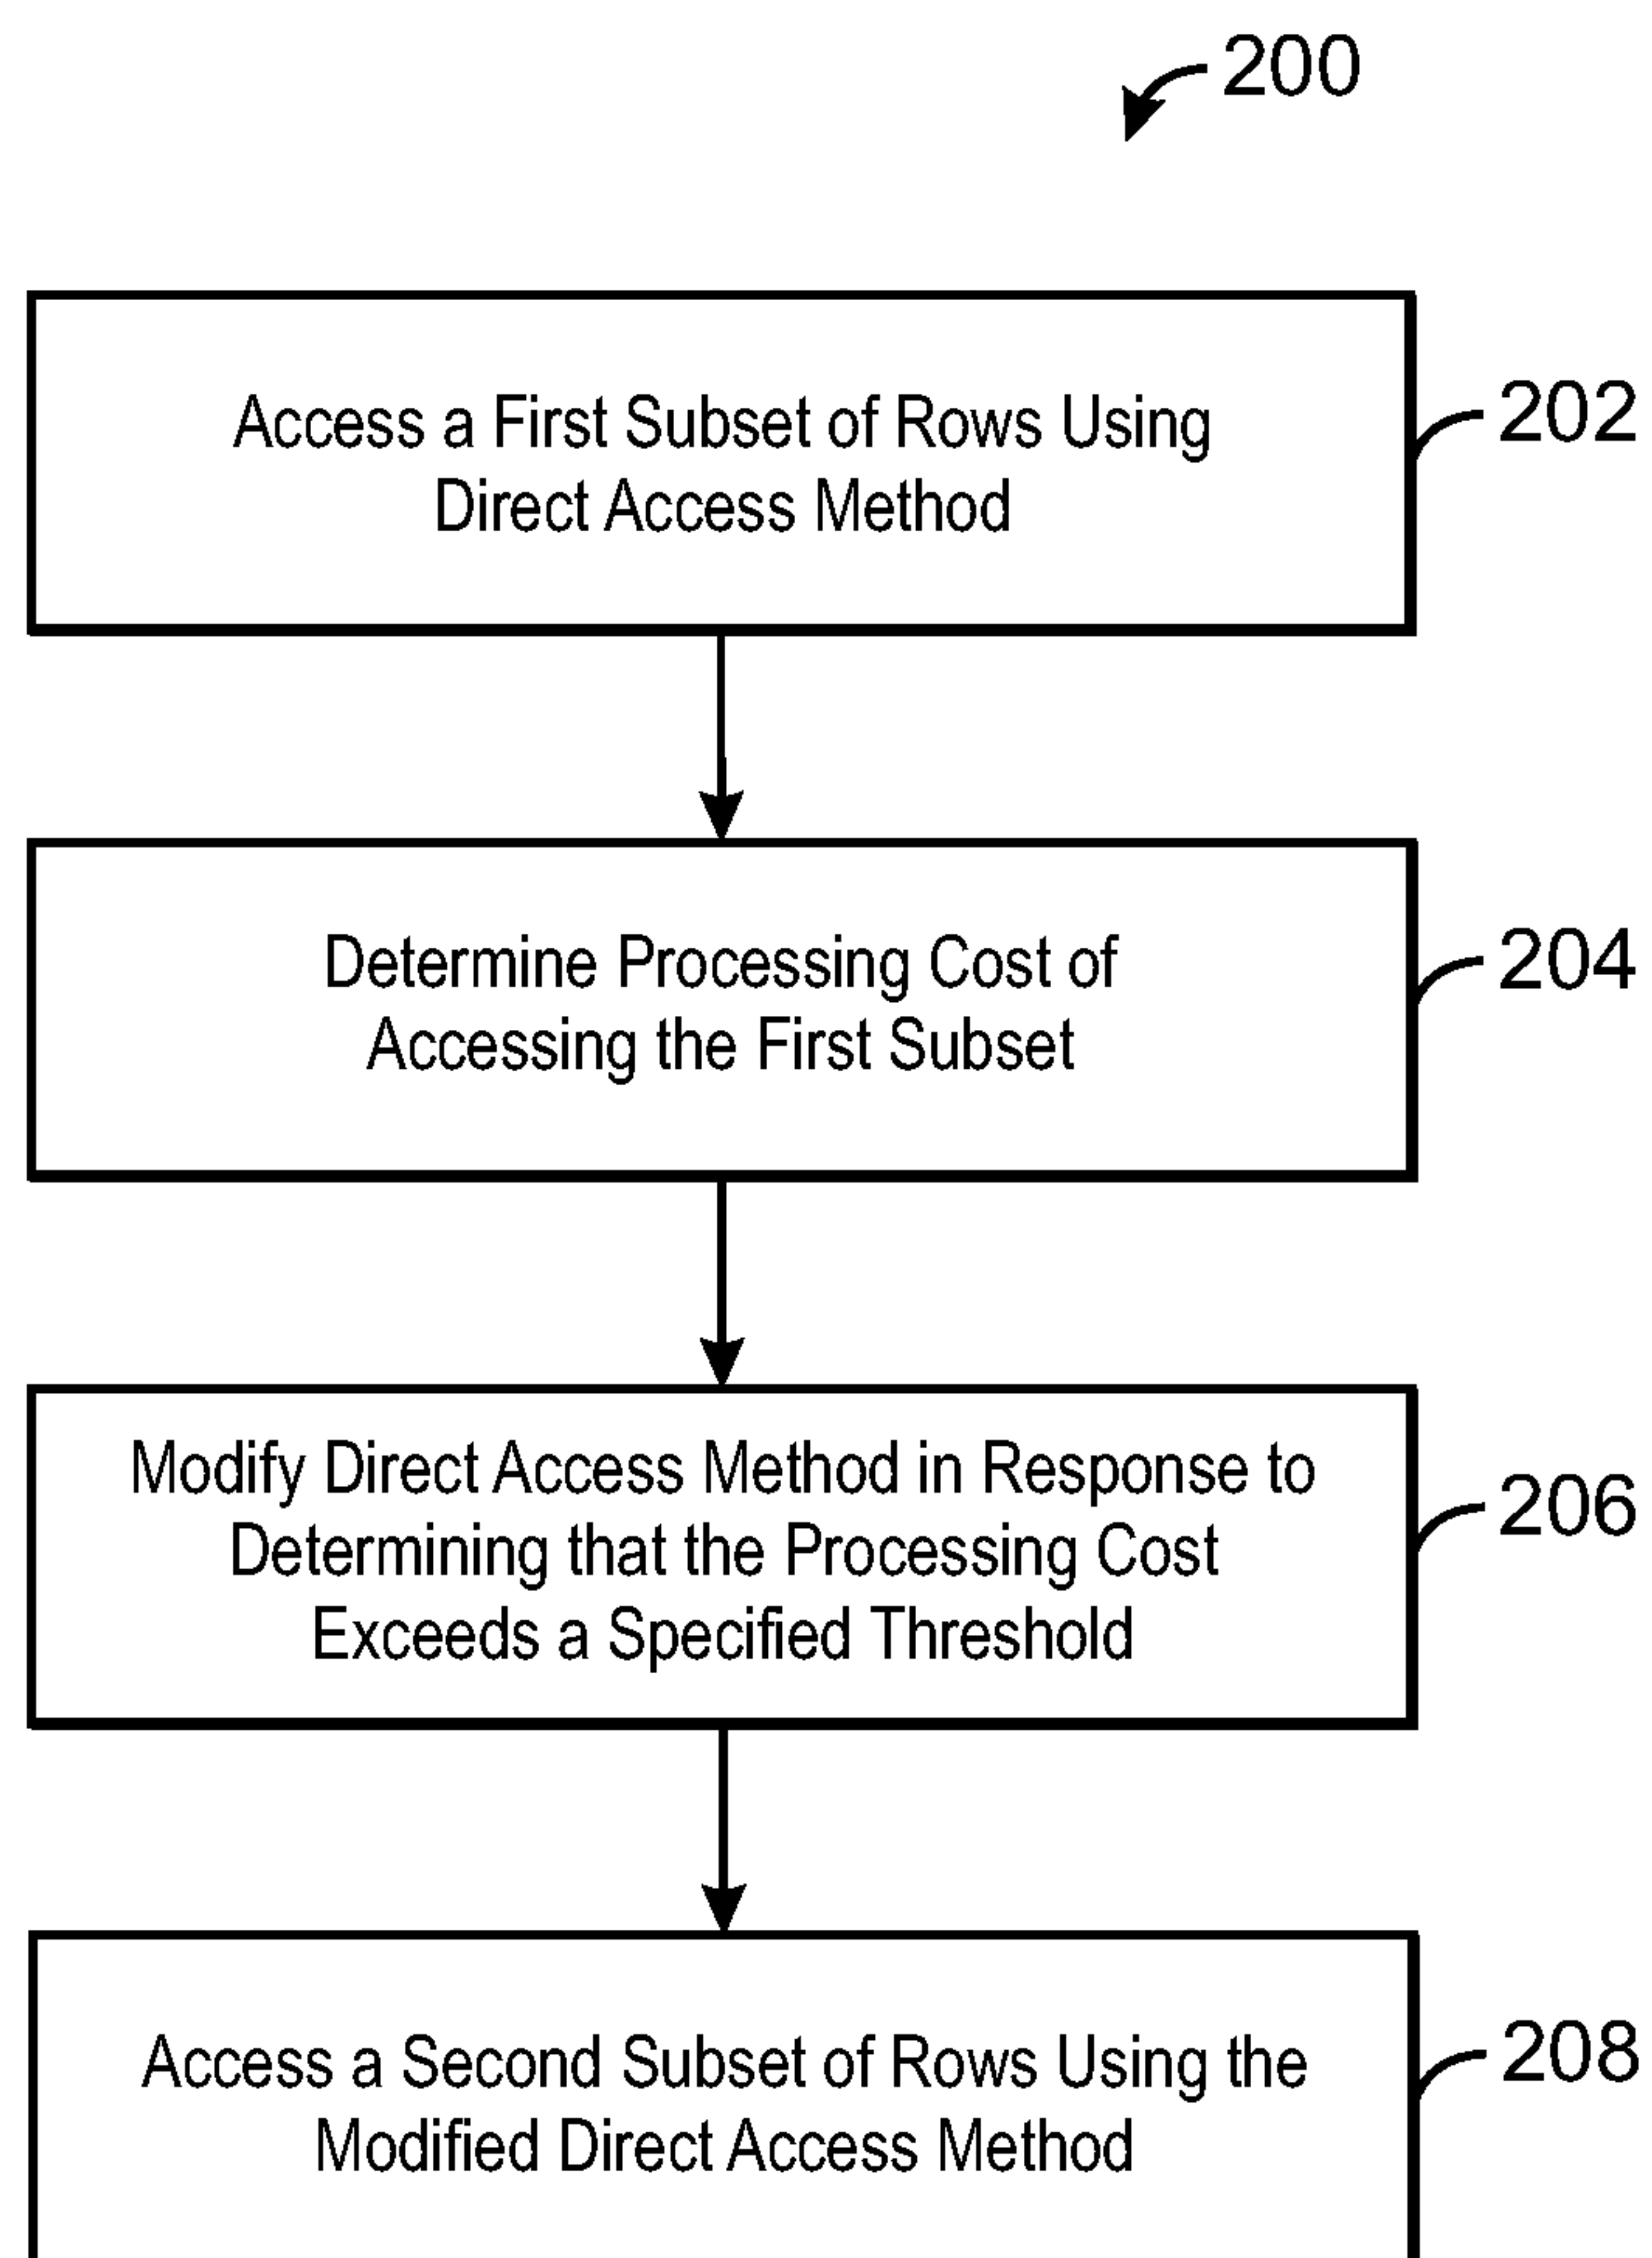 200
Access a First Subset of Rows Using
Direct Access Method
202
Determine Processing Cost of
Accessing the First Subset
204
Modify Direct Access Method in Response to
Determining that the Processing Cost
Exceeds a Specified Threshold
206
Access a Second Subset of Rows Using the
Modified Direct Access Method
208